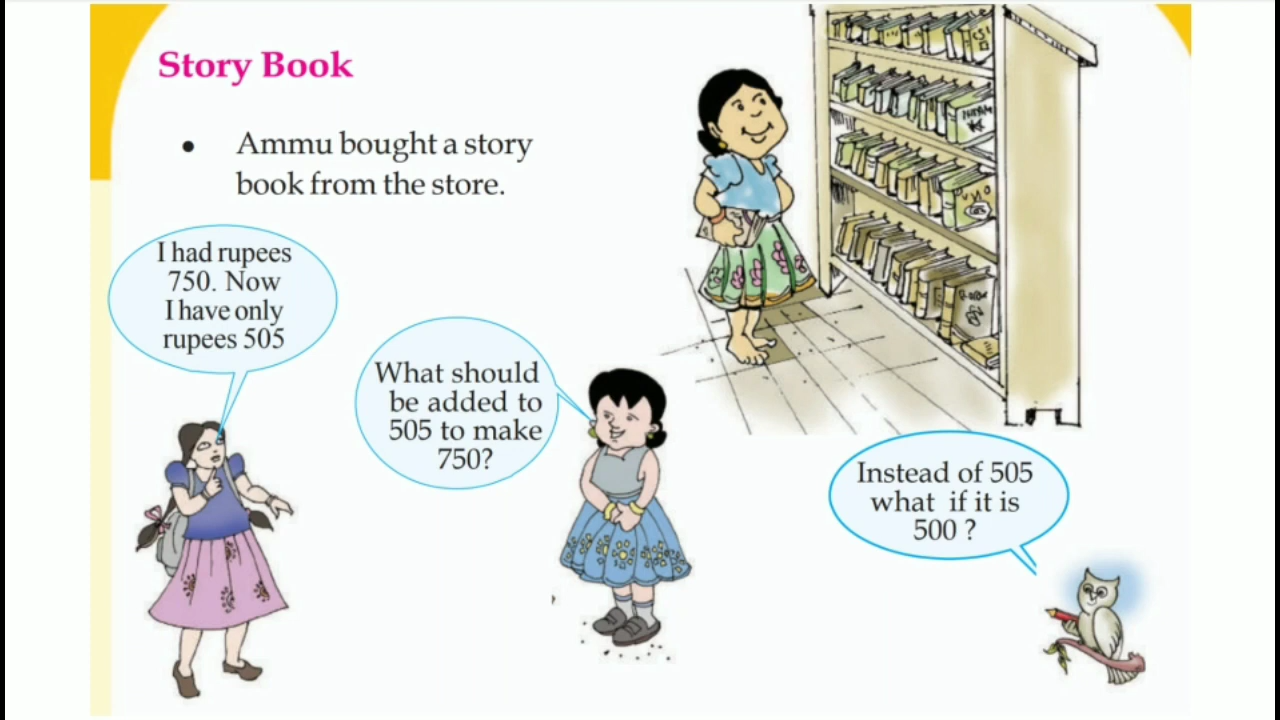 Story Book
• Ammu bought a story
book from the store.
I had rupees
750. Now
I have only
rupees 505
What should
be added to
505 to make
750?
Instead of 505
what if it is
500 ?